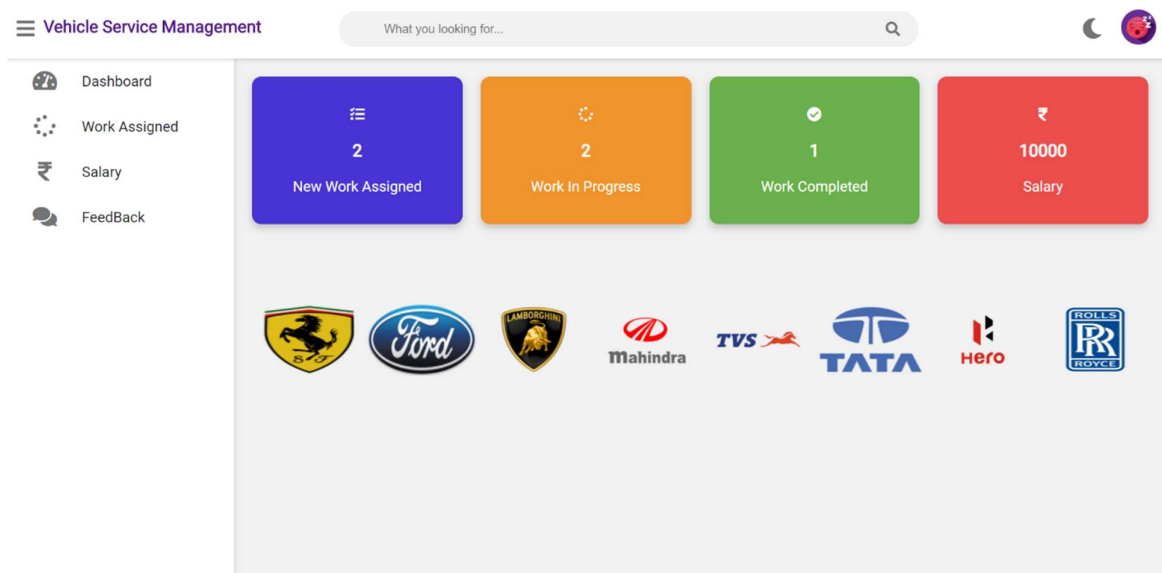 Vehicle Service Management
What you looking for...
Dashboard
Work Assigned
Salary
FeedBack
2
New Work Assigned
2
Work In Progress
1
Work Completed
₹
10000
Salary
S F
Ford
LAMBORGHINI
Mahindra
TVS
TATA
Hero
ROLLS
RR
ROYCE